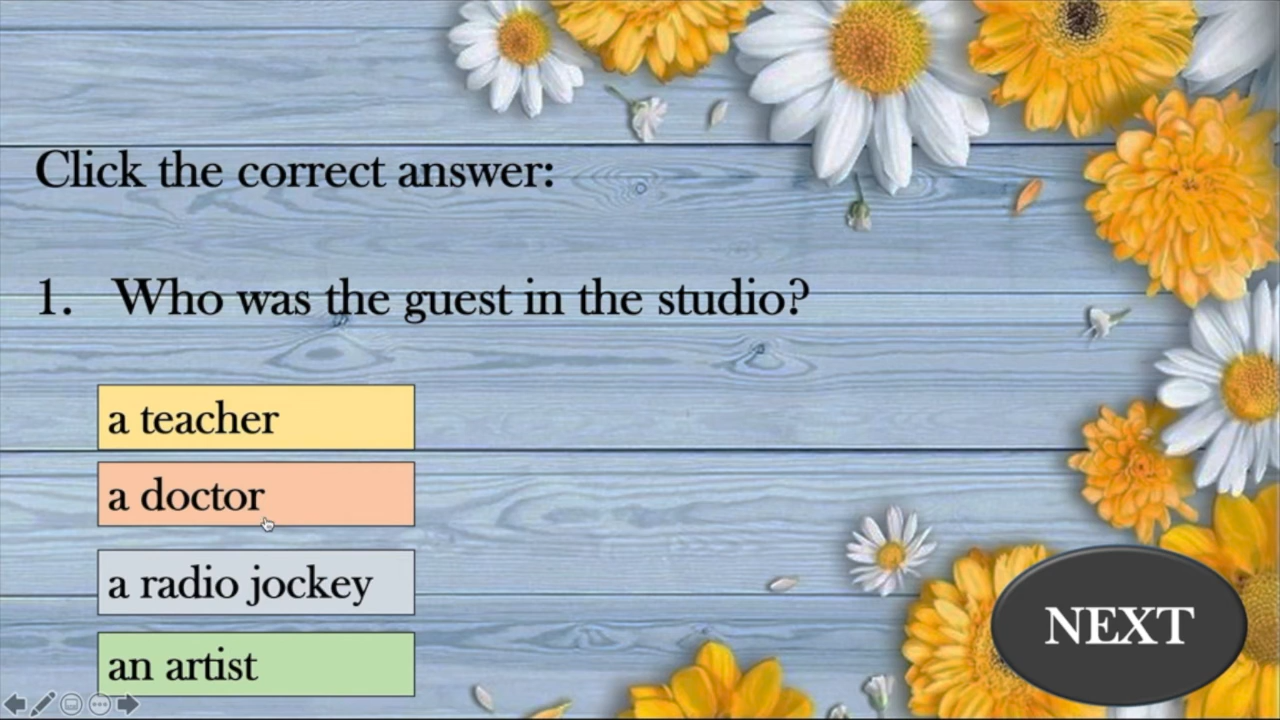 Click the correct answer:
1. Who was the guest in the studio?
a teacher
a doctor
a radio jockey
an artist
NEXT